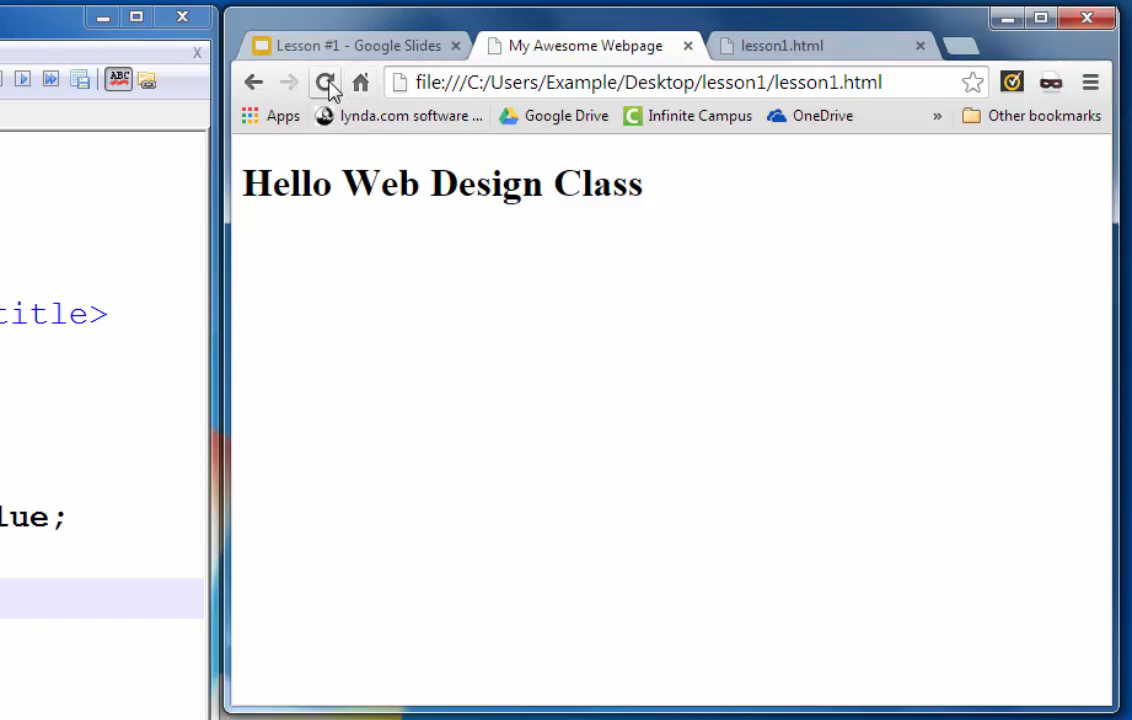 Lesson #1 - Google Slides
My Awesome Webpage
lesson1.html
file:///C:/Users/Example/Desktop/lesson1/lesson1.html
Apps
lynda.com software ...
Google Drive
Infinite Campus
OneDrive
»
Other bookmarks
ABC
Hello Web Design Class
title>
lue;